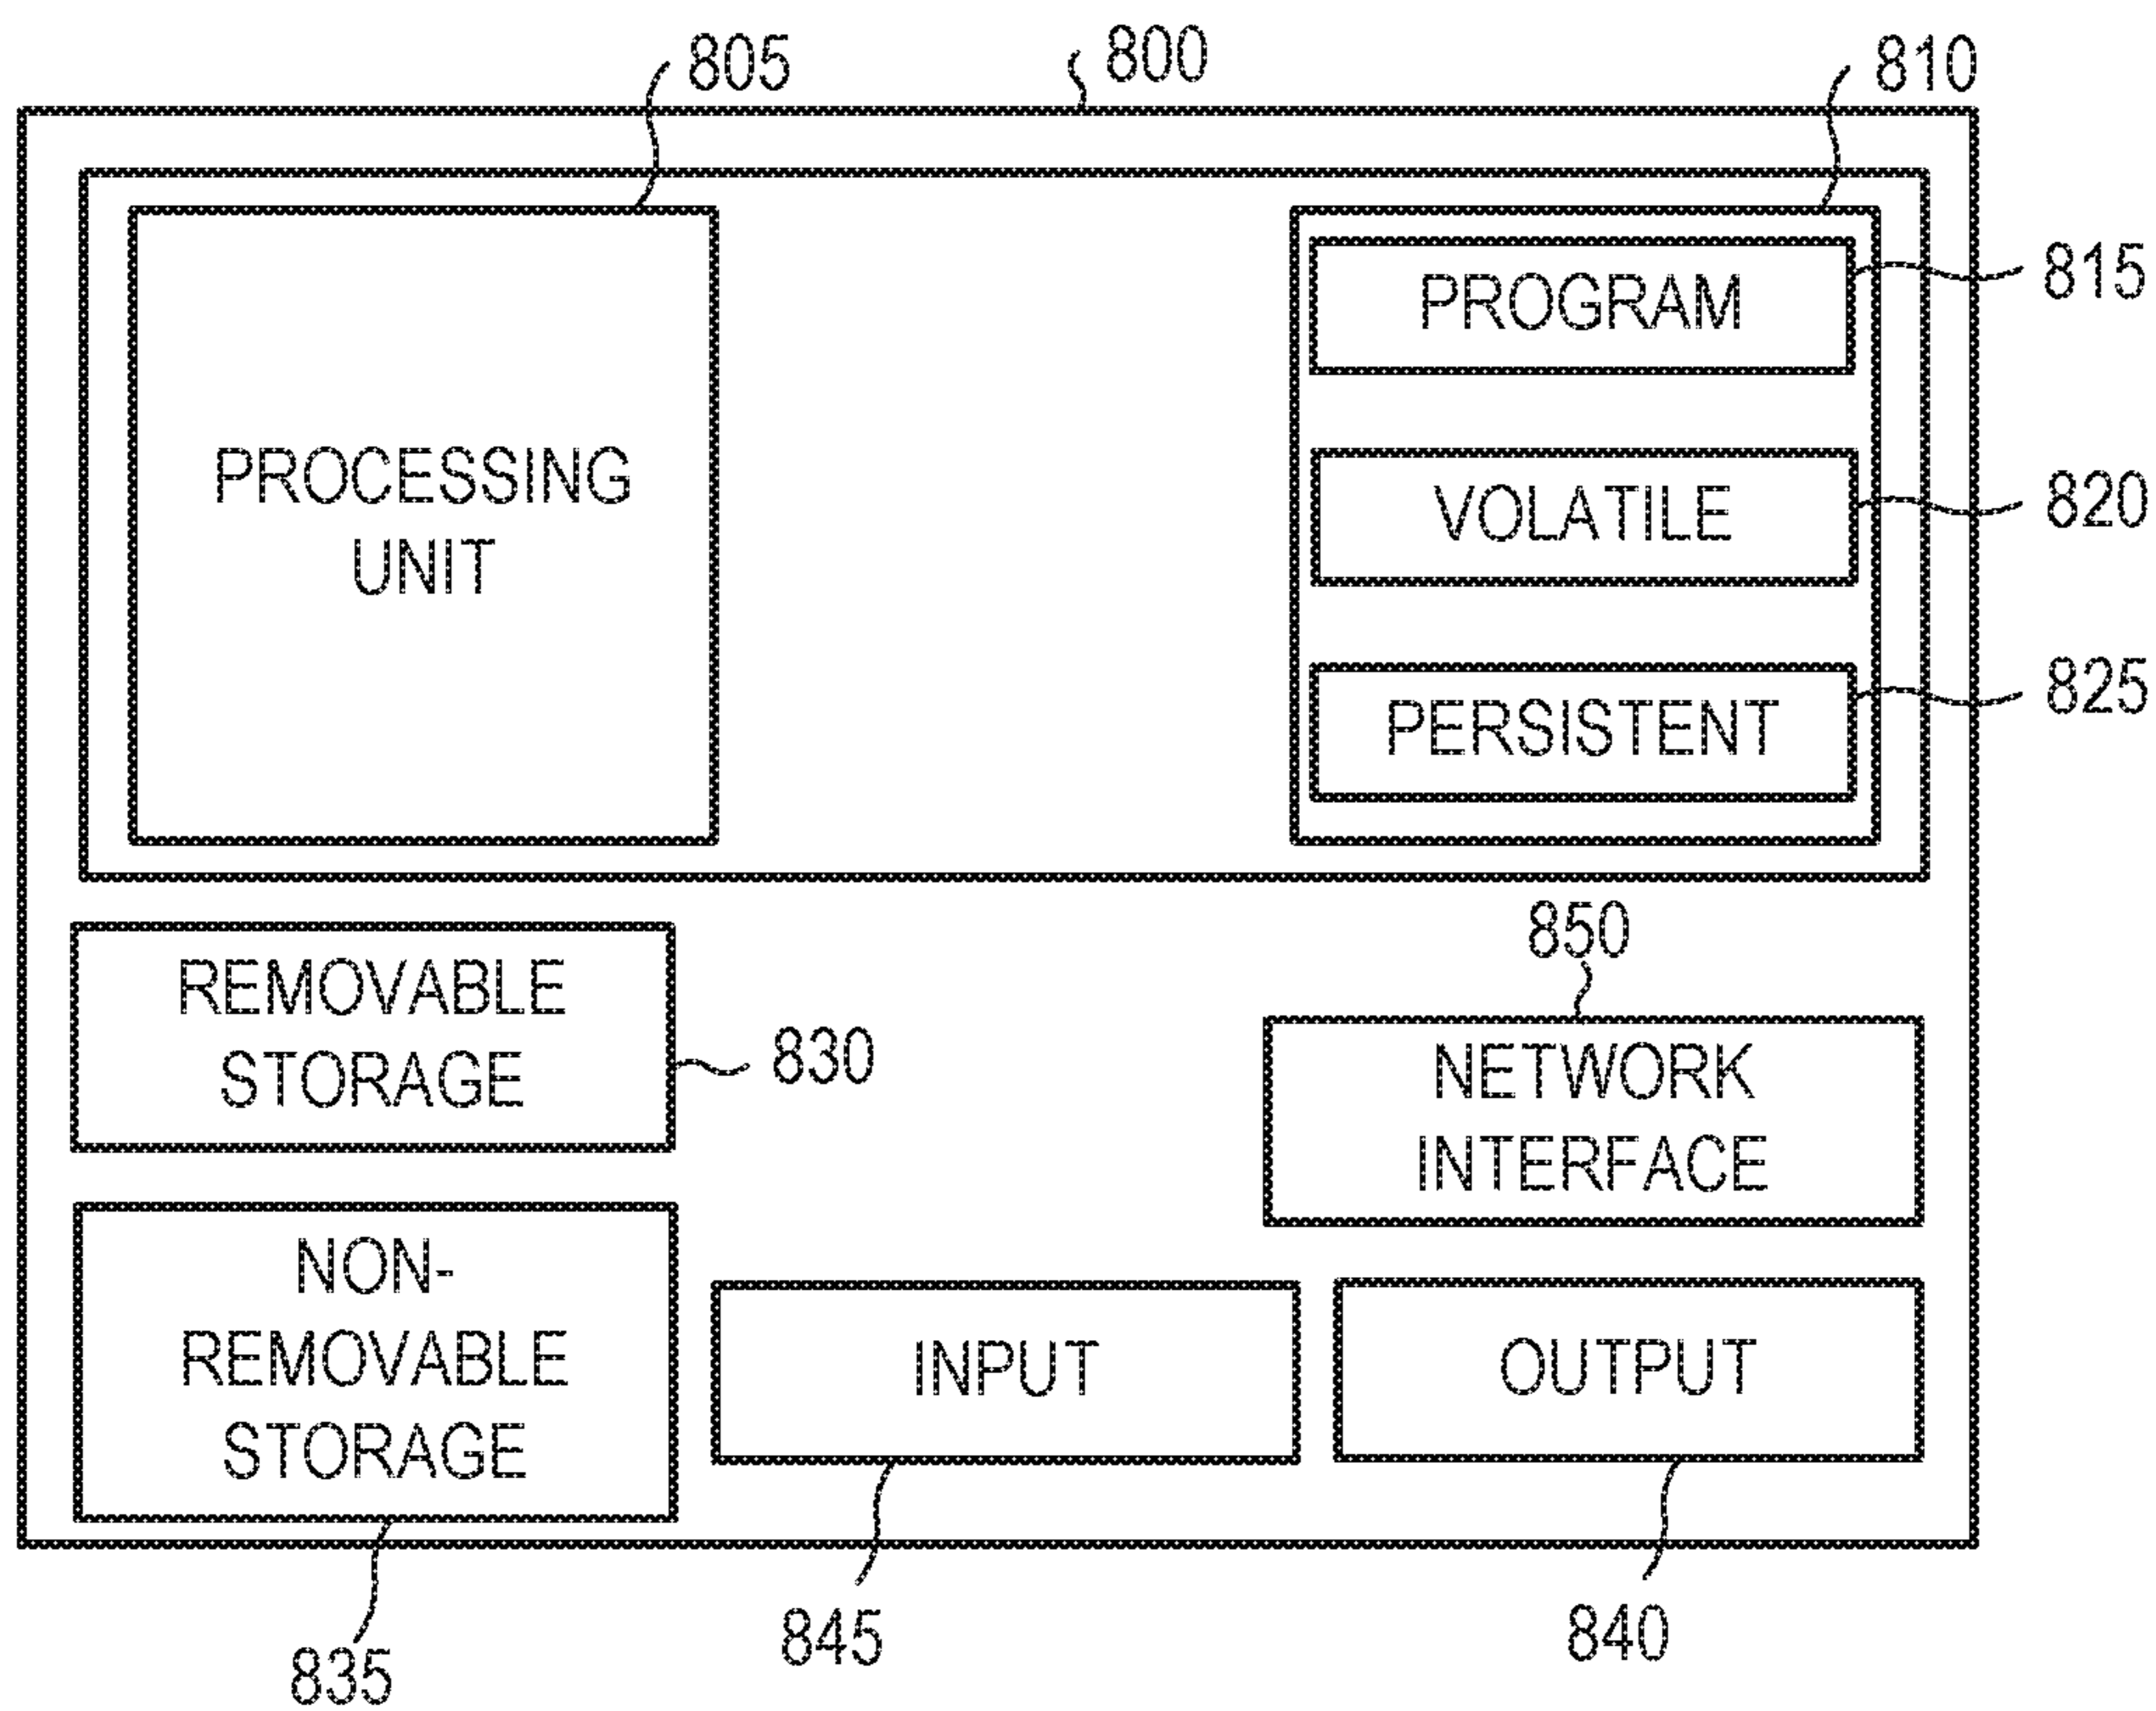 805
800
810
PROCESSING
UNIT
PROGRAM
815
VOLATILE
820
PERSISTENT
825
REMOVABLE
STORAGE
830
850
NETWORK
INTERFACE
NON-
REMOVABLE
STORAGE
INPUT
OUTPUT
835
845
840